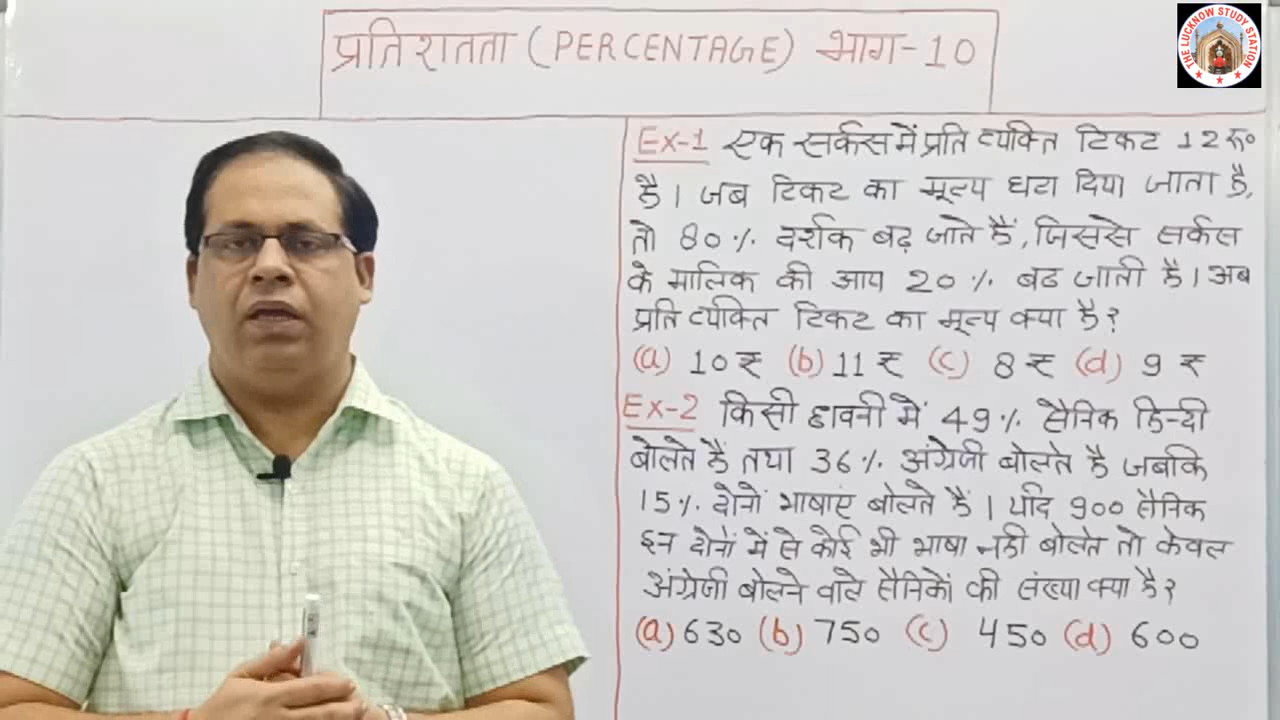 प्रतिशतता (PERCENTAGE) भाग-10
THE LUCKNOW STUDY STATION
Ex-1 एक सर्कस में प्रति व्यक्ति टिकट 12 रु०
है। जब टिकट का मूल्य घटा दिया जाता है,
तो 80% दर्शक बढ़ जाते हैं, जिससे सर्कस
के मालिक की आय 20% बढ जाती है। अब
प्रति व्यक्ति टिकट का मूल्य क्या है?
(a) 10 ₹ (b) 11 ₹ (c) 8 ₹ (d) 9 ₹
Ex-2 किसी छावनी में 49% सैनिक हिन्दी
बोलते हैं तथा 36% अंग्रेजी बोलते है जबकि
15% दोनों भाषाएं बोलते हैं। यदि 900 सैनिक
इन दोनों में से कोई भी भाषा नही बोलते तो केवल
अंग्रेजी बोलने वाले सैनिकों की संख्या क्या है?
(a) 630 (b) 750 (c) 450 (d) 600